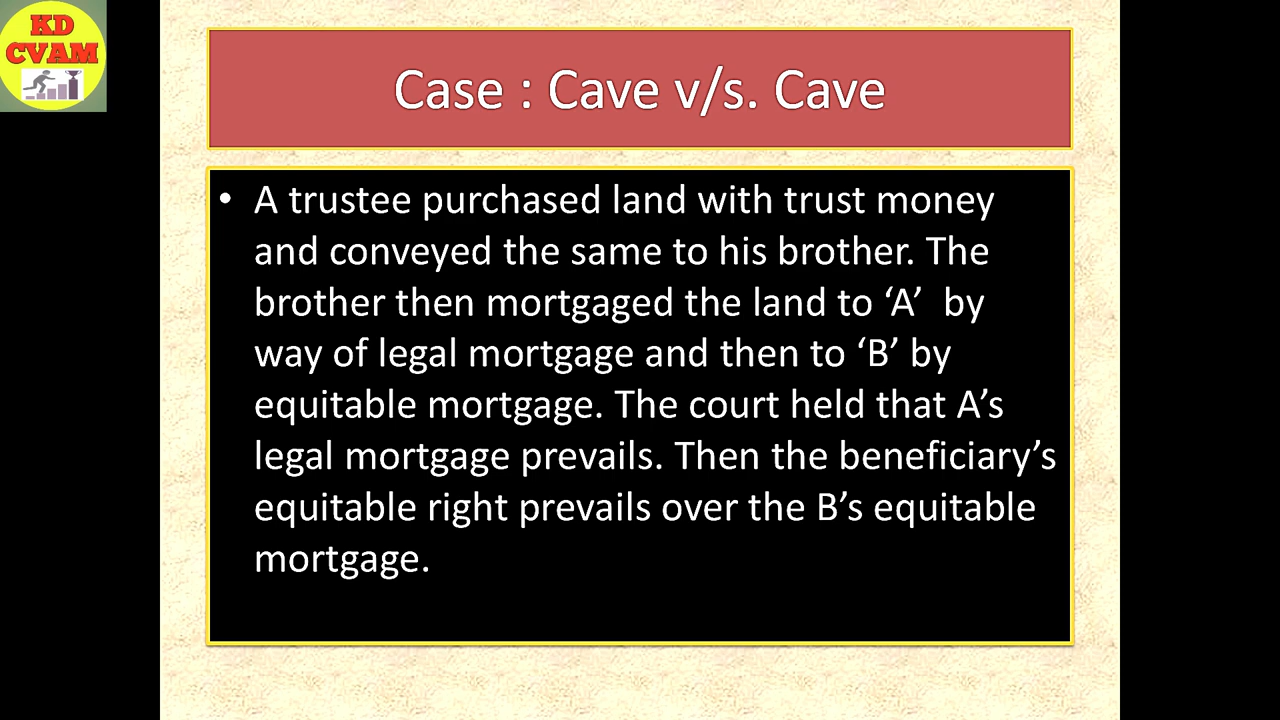 KD
CVAM
Case : Cave v/s. Cave
• A trustee purchased land with trust money
and conveyed the same to his brother. The
brother then mortgaged the land to ‘A’ by
way of legal mortgage and then to ‘B’ by
equitable mortgage. The court held that A’s
legal mortgage prevails. Then the beneficiary’s
equitable right prevails over the B’s equitable
mortgage.